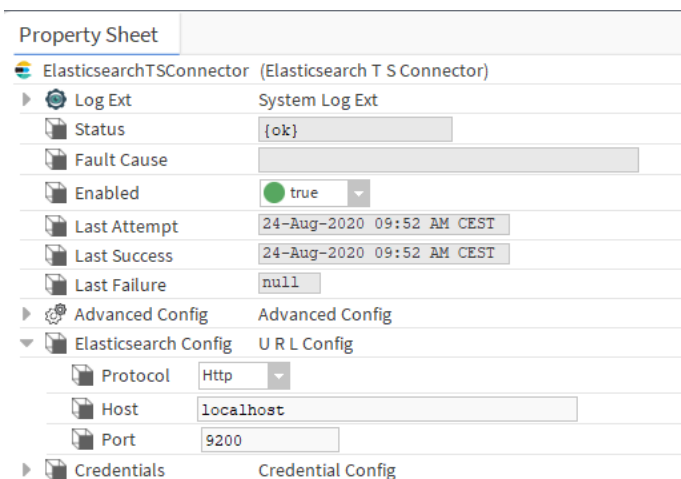 Property Sheet
ElasticsearchTSConnector (Elasticsearch T S Connector)
Log Ext System Log Ext
Status {ok}
Fault Cause
Enabled true
Last Attempt 24-Aug-2020 09:52 AM CEST
Last Success 24-Aug-2020 09:52 AM CEST
Last Failure null
Advanced Config Advanced Config
Elasticsearch Config U R L Config
Protocol Http
Host localhost
Port 9200
Credentials Credential Config